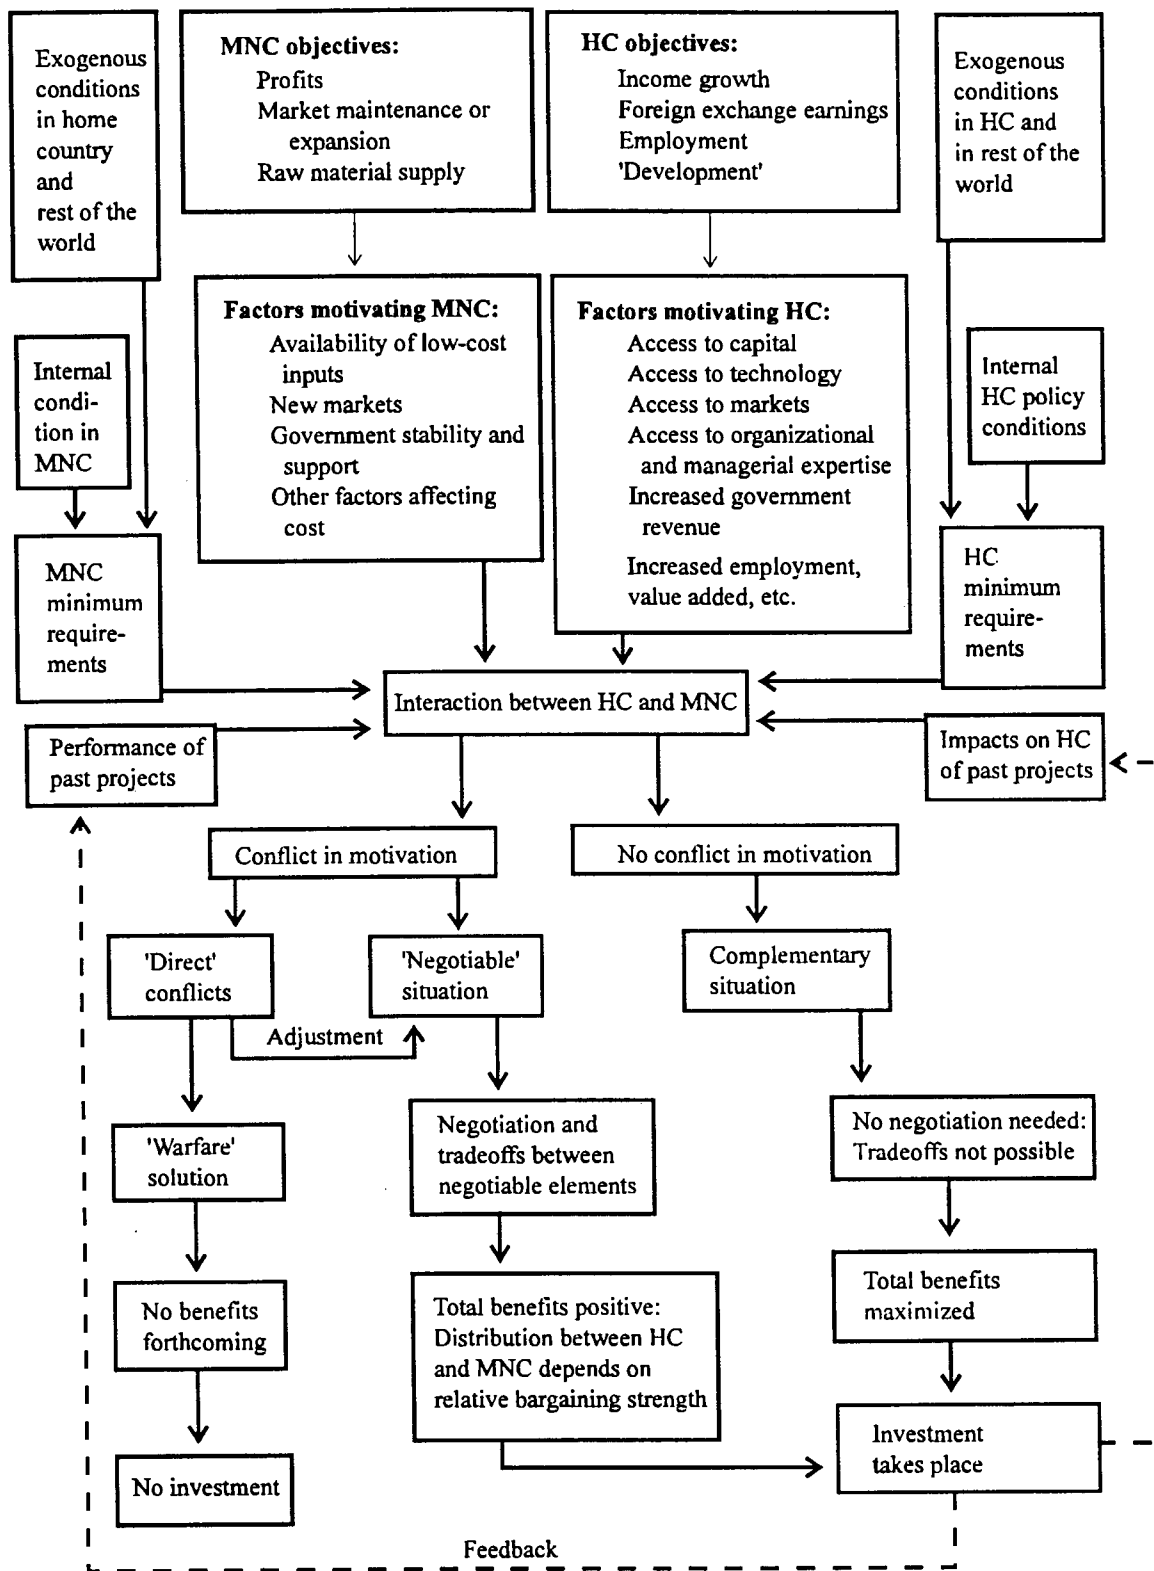 Exogenous
conditions
in home
country
and
rest of the
world
MNC objectives:
Profits
Market maintenance or
expansion
Raw material supply
HC objectives:
Income growth
Foreign exchange earnings
Employment
'Development'
Exogenous
conditions
in HC and
in rest of the
world
Internal
condi-
tion in
MNC
Factors motivating MNC:
Availability of low-cost
inputs
New markets
Government stability and
support
Other factors affecting
cost
Factors motivating HC:
Access to capital
Access to technology
Access to markets
Access to organizational
and managerial expertise
Increased government
revenue
Increased employment,
value added, etc.
Internal
HC policy
conditions
MNC
minimum
require-
ments
HC
minimum
require-
ments
Interaction between HC and MNC
Performance of
past projects
Impacts on HC
of past projects
Conflict in motivation
No conflict in motivation
'Direct'
conflicts
'Negotiable'
situation
Complementary
situation
Adjustment
'Warfare'
solution
Negotiation and
tradeoffs between
negotiable elements
No negotiation needed:
Tradeoffs not possible
No benefits
forthcoming
Total benefits positive:
Distribution between HC
and MNC depends on
relative bargaining strength
Total benefits
maximized
No investment
Investment
takes place
Feedback